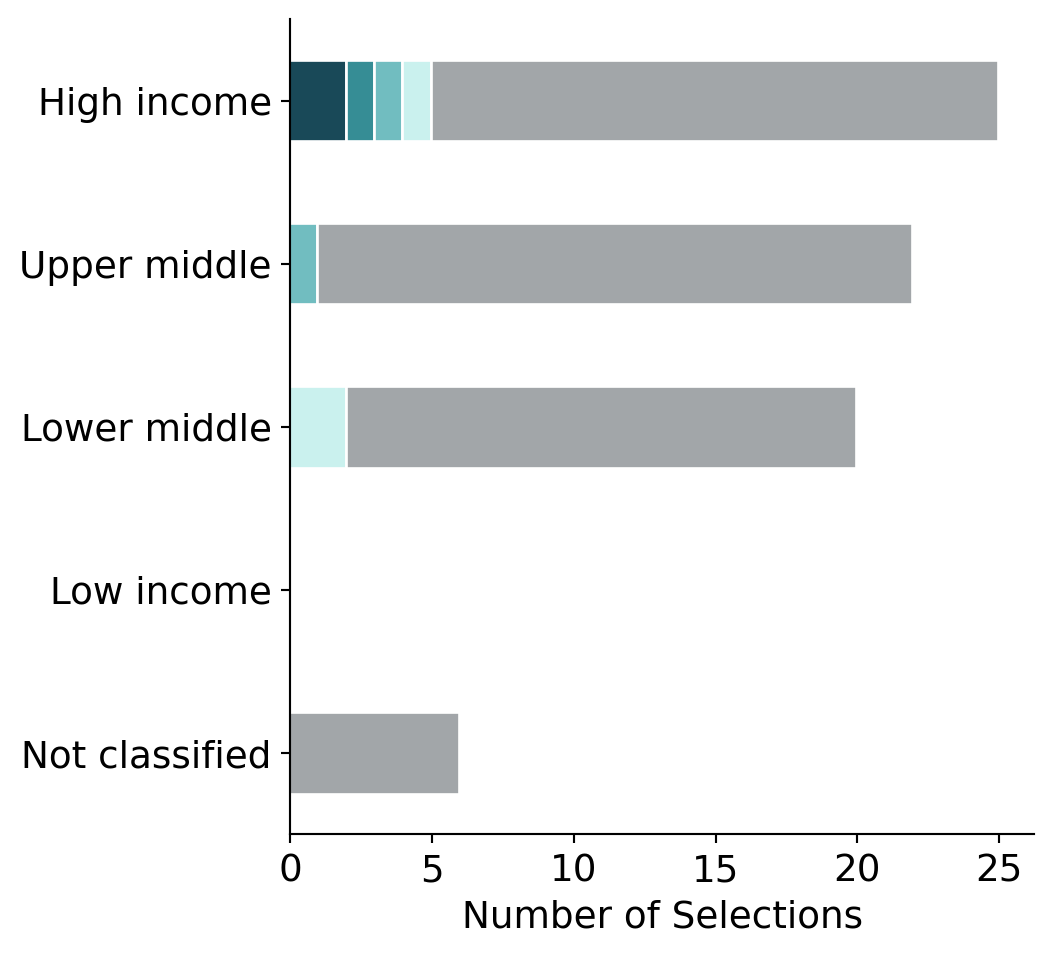 High income
Upper middle
Lower middle
Low income
Not classified
0 5 10 15 20 25
Number of Selections